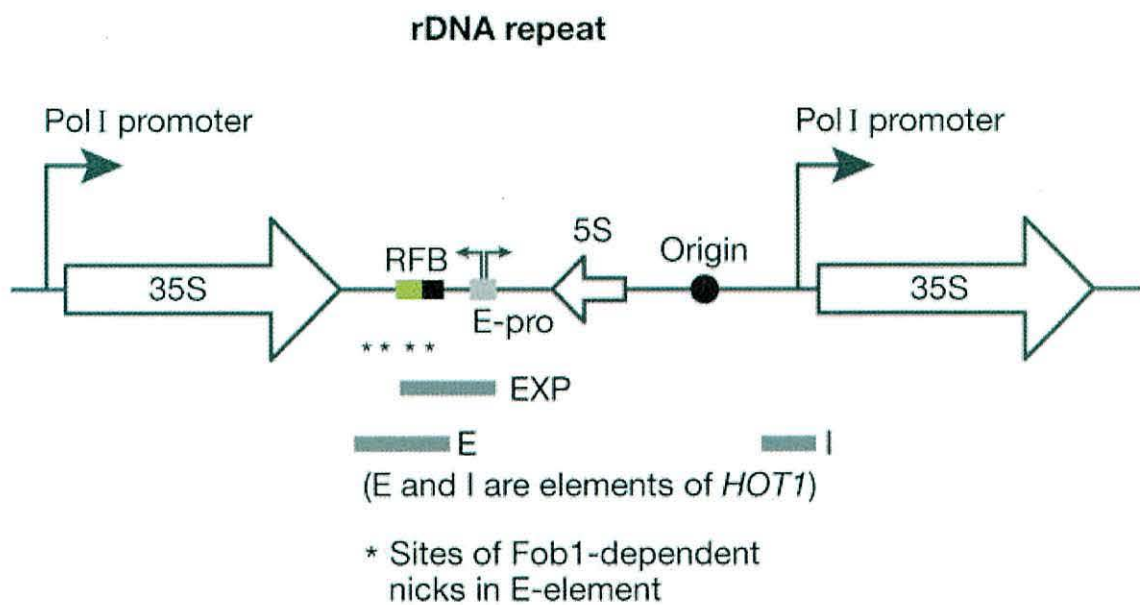 rDNA repeat
Pol I promoter
Pol I promoter
35S
RFB
E-pro
5S
Origin
35S
* * * *
EXP
E
I
(E and I are elements of HOT1)
* Sites of Fob1-dependent
nicks in E-element